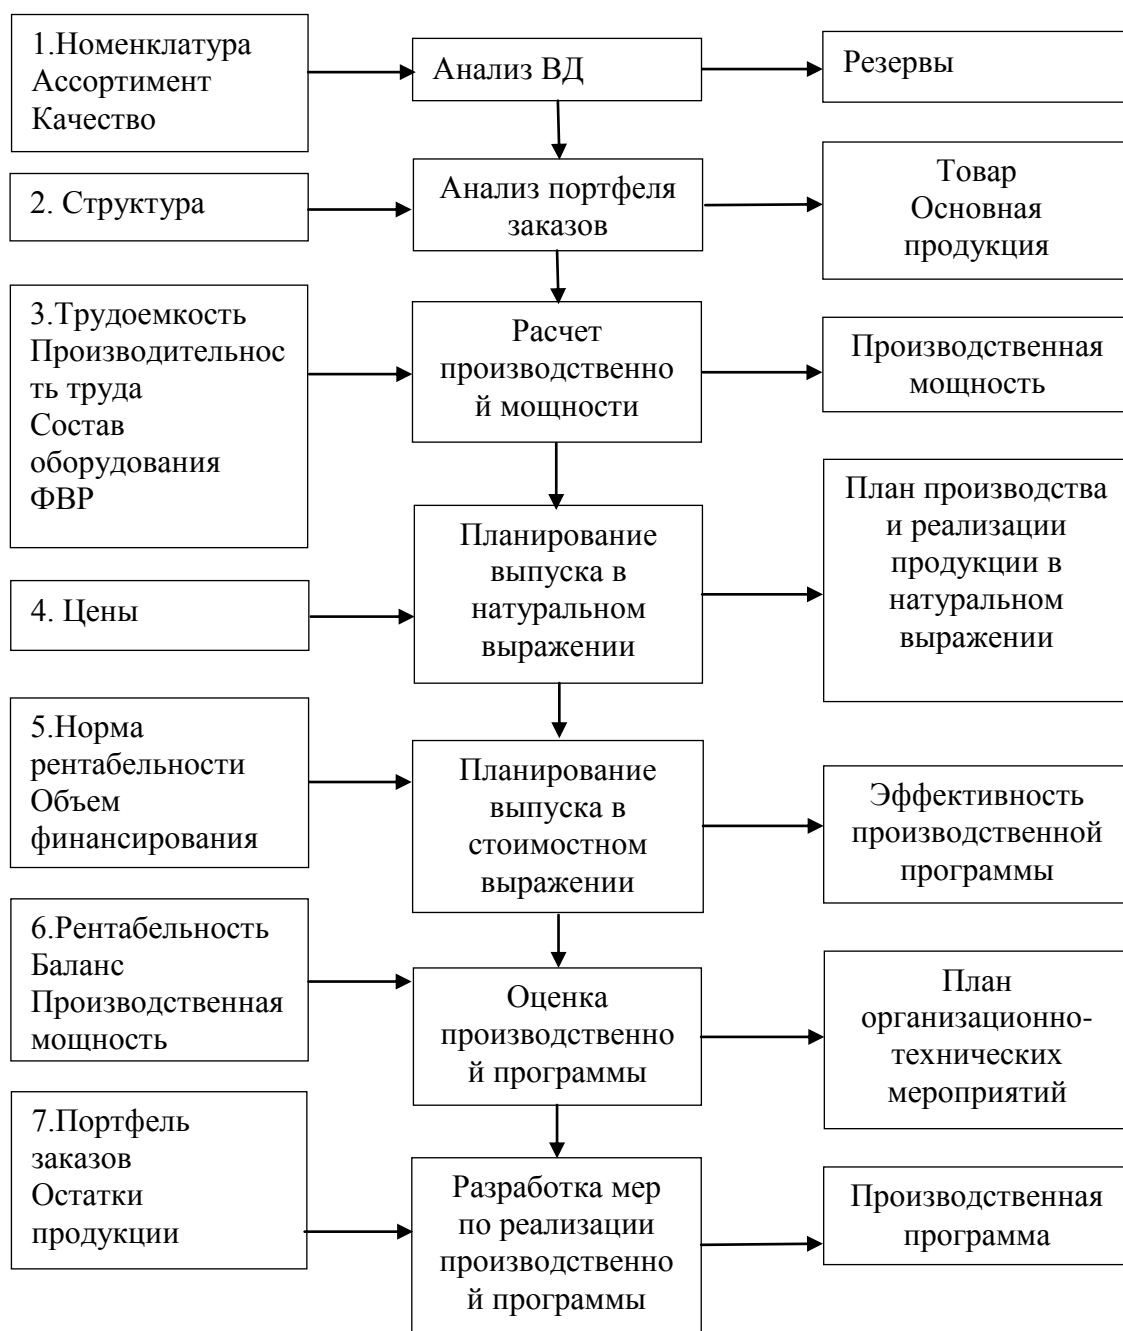 1.Номенклатура
Ассортимент
Качество
Анализ ВД
Резервы
2. Структура
Анализ портфеля
заказов
Товар
Основная
продукция
3.Трудоемкость
Производительнос
ть труда
Состав
оборудования
ФВР
Расчет
производственно
й мощности
Производственная
мощность
4. Цены
Планирование
выпуска в
натуральном
выражении
План производства
и реализации
продукции в
натуральном
выражении
5.Норма
рентабельности
Объем
финансирования
Планирование
выпуска в
стоимостном
выражении
Эффективность
производственной
программы
6.Рентабельность
Баланс
Производственная
мощность
Оценка
производственно
й программы
План
организационно-
технических
мероприятий
7.Портфель
заказов
Остатки
продукции
Разработка мер
по реализации
производственно
й программы
Производственная
программа